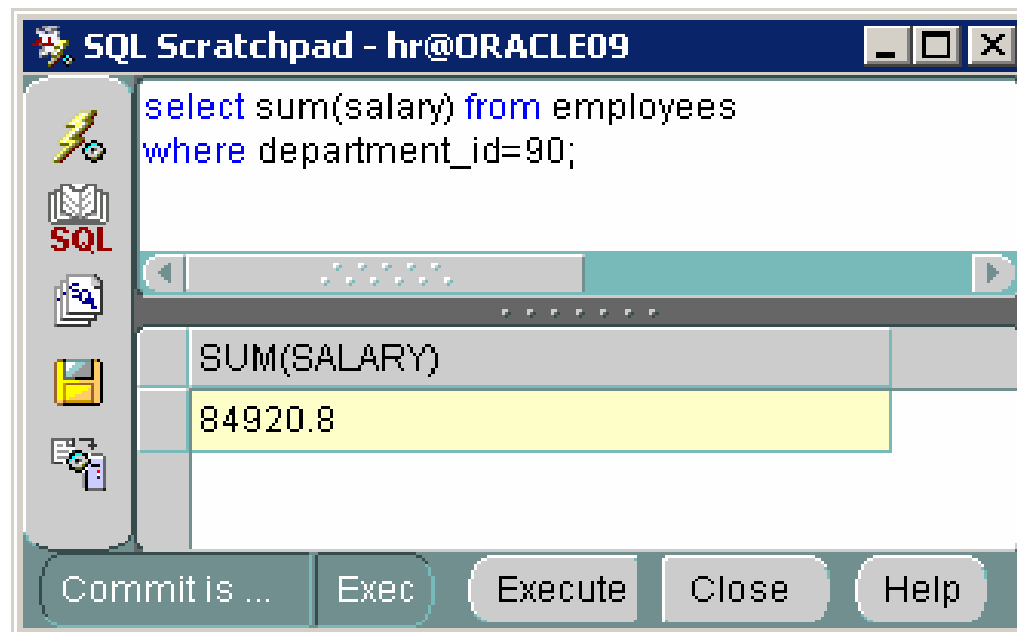 SQL Scratchpad - hr@ORACLE09
select sum(salary) from employees
where department_id=90;
SQL
SQL
SUM(SALARY)
84920.8
Commit is ...
Exec
Execute
Close
Help